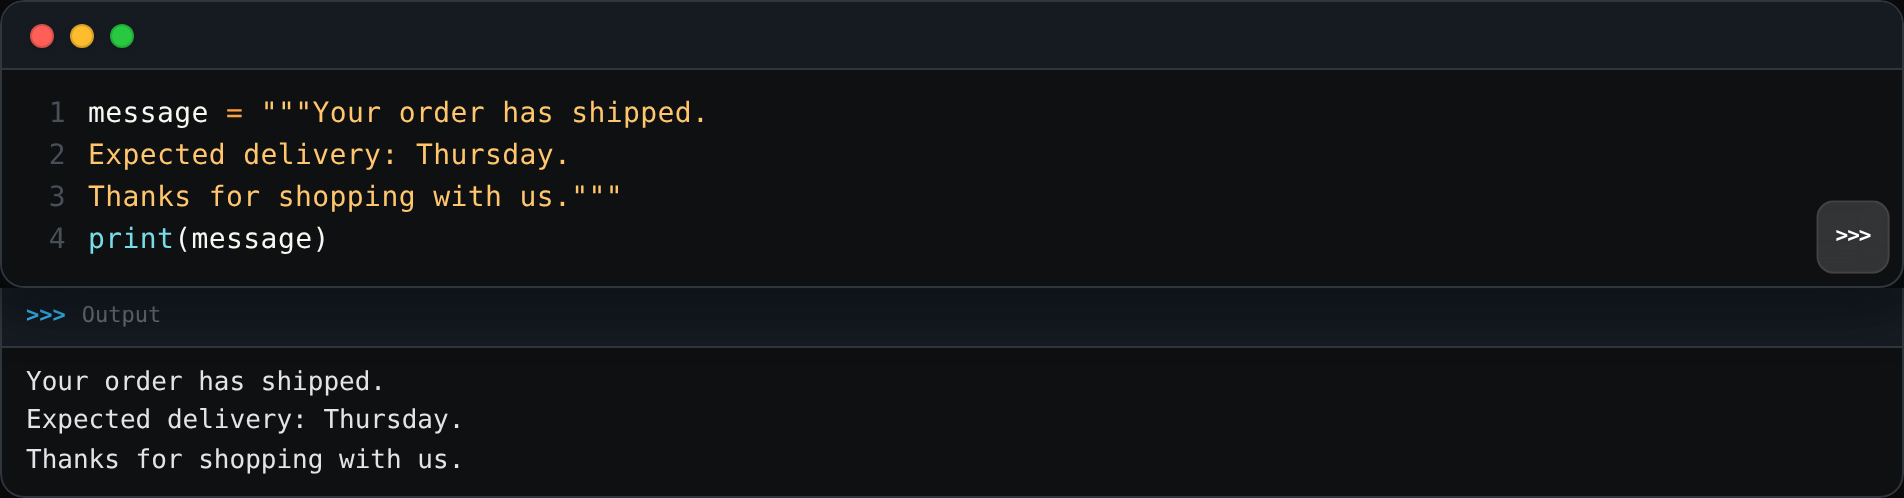 1 message = """Your order has shipped.
2 Expected delivery: Thursday.
3 Thanks for shopping with us."""
4 print(message)
>>>
>>> Output
Your order has shipped.
Expected delivery: Thursday.
Thanks for shopping with us.